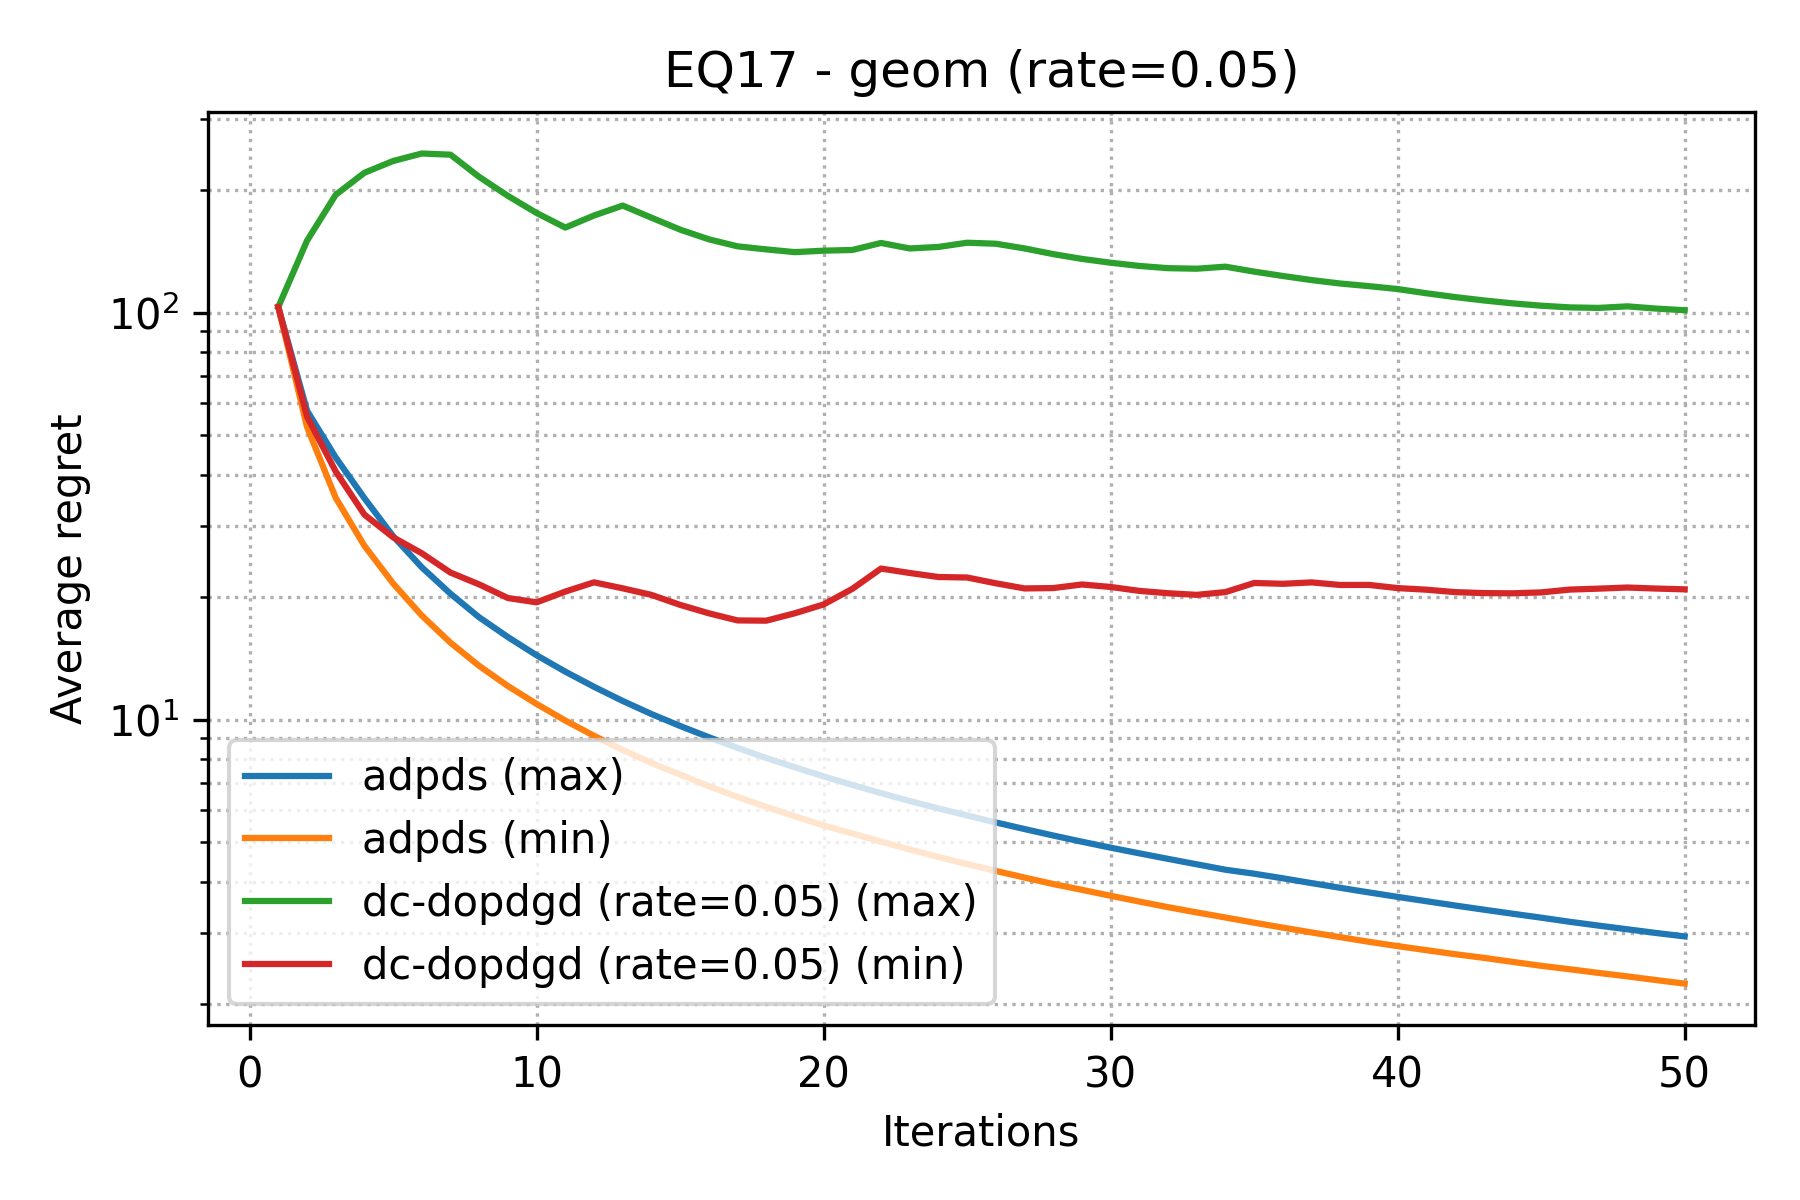 EQ17 - geom (rate=0.05)
Average regret
10²
10¹
adpds (max)
adpds (min)
dc-dopdgd (rate=0.05) (max)
dc-dopdgd (rate=0.05) (min)
0 10 20 30 40 50
Iterations